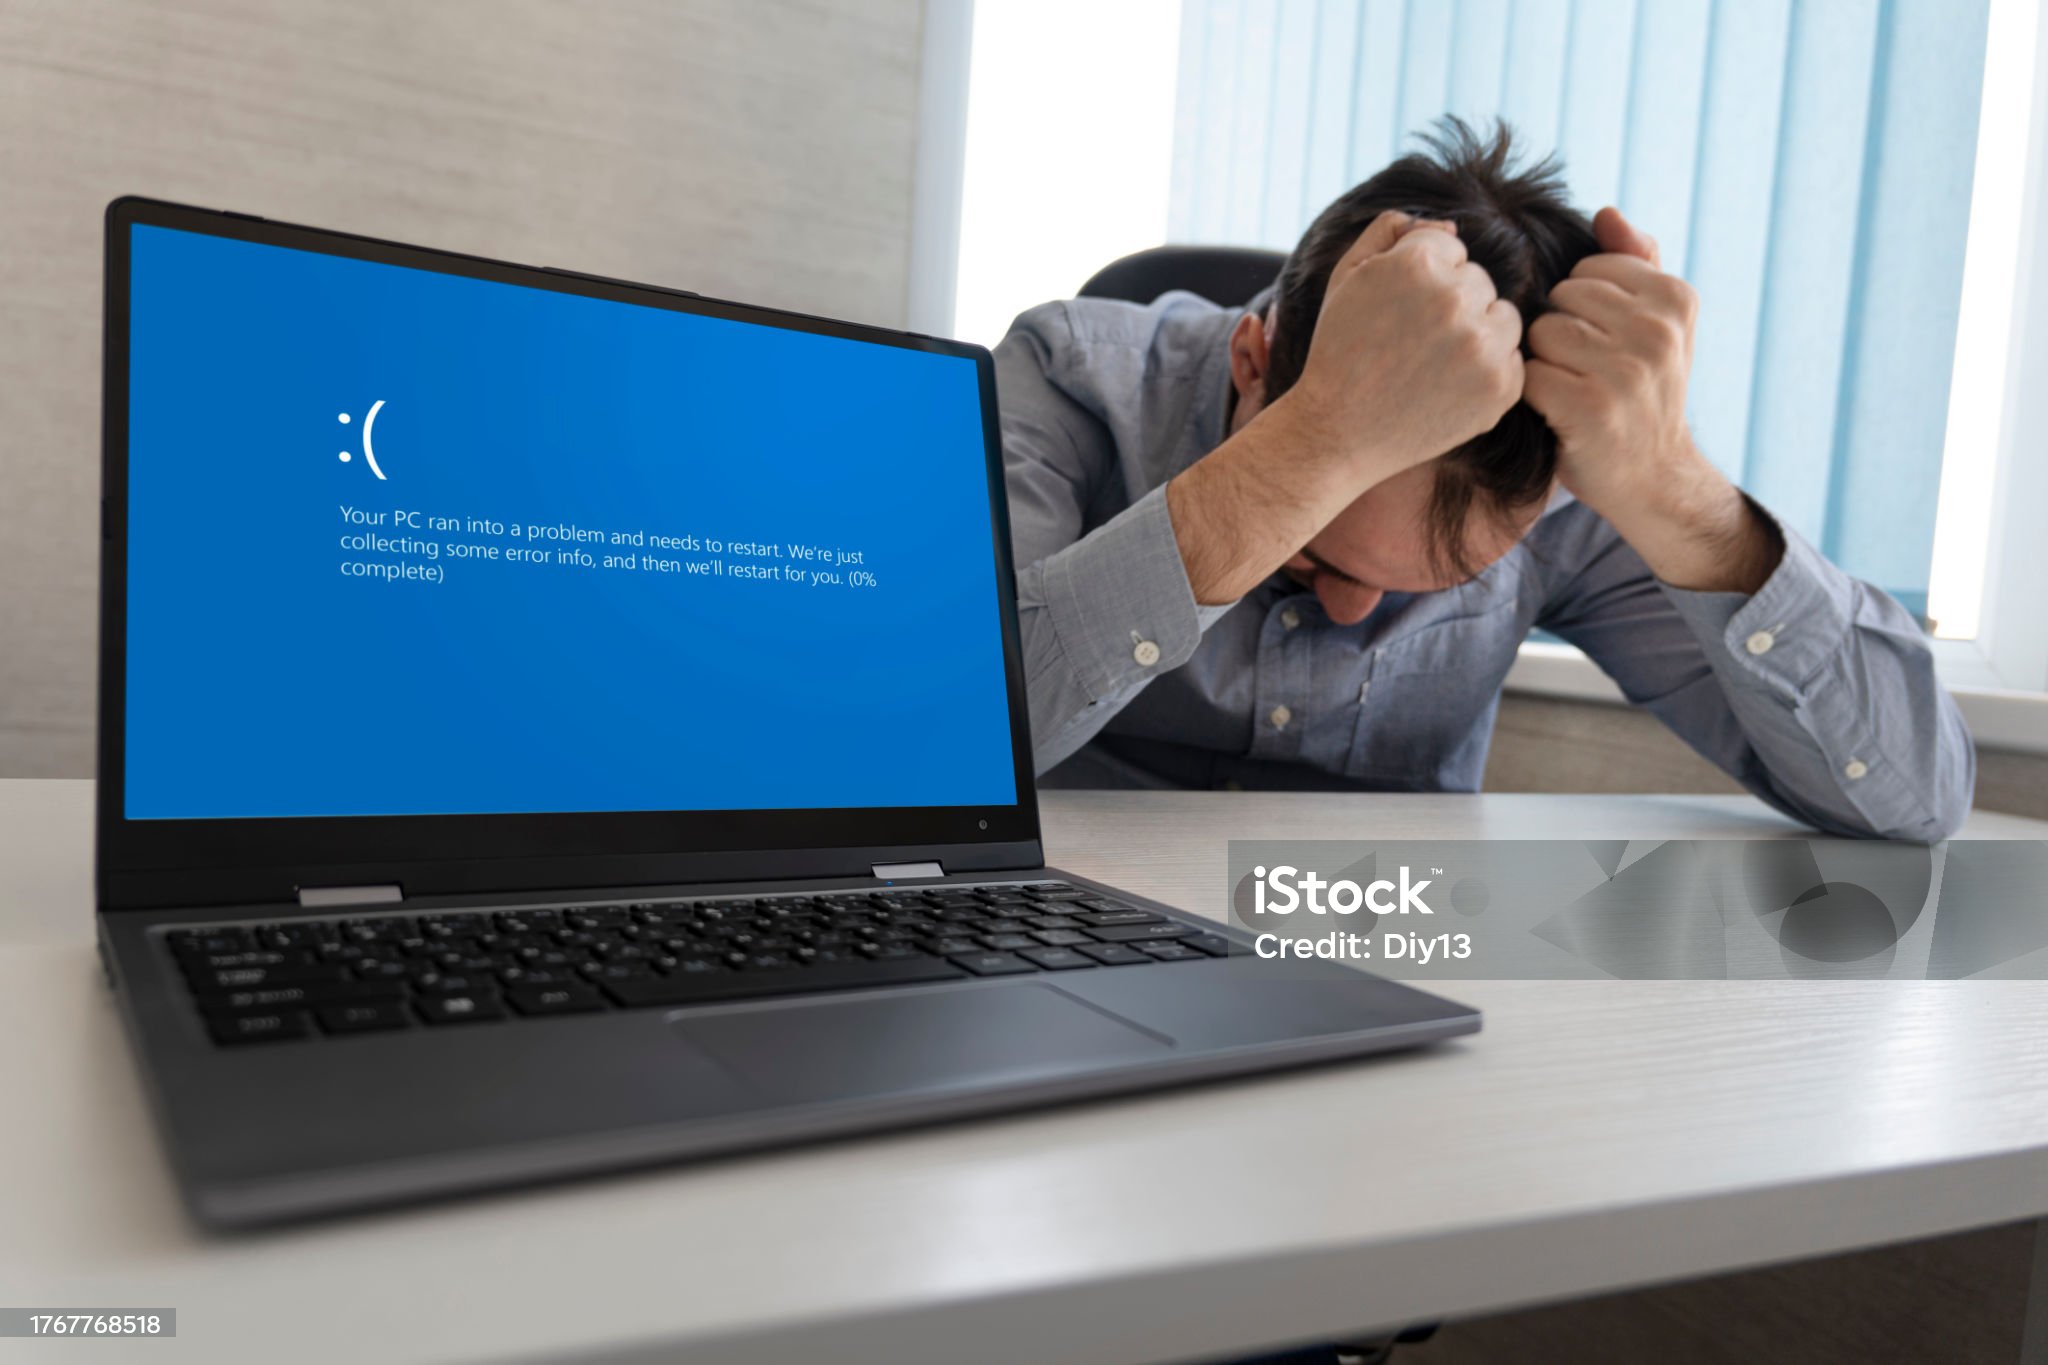 :(
Your PC ran into a problem and needs to restart. We're just
collecting some error info, and then we'll restart for you. (0%
complete)
iStock™
Credit: Diy13
1767768518